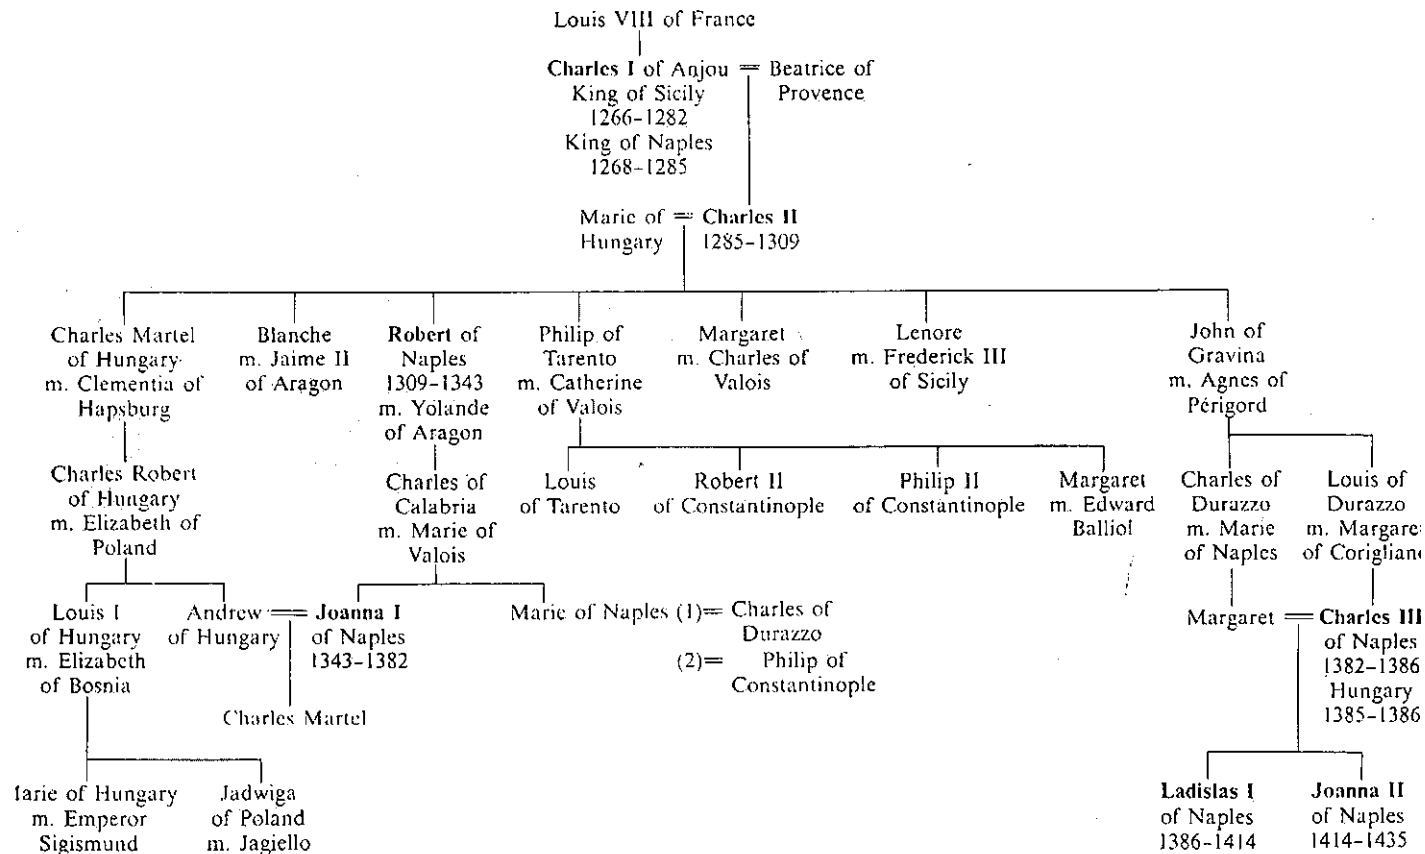 Louis VIII of France
Charles I of Anjou = Beatrice of
King of Sicily Provence
1266-1282
King of Naples
1268-1285
Marie of = Charles II
Hungary 1285-1309
Charles Martel
of Hungary
m. Clementia of
Hapsburg
Blanche
m. Jaime II
of Aragon
Robert of
Naples
1309-1343
m. Yolande
of Aragon
Philip of
Tarento
m. Catherine
of Valois
Margaret
m. Charles of
Valois
Lenore
m. Frederick III
of Sicily
John of
Gravina
m. Agnes of
Périgord
Charles Robert
of Hungary
m. Elizabeth of
Poland
Charles of
Calabria
m. Marie of
Valois
Louis
of Tarento
Robert II
of Constantinople
Philip II
of Constantinople
Margaret
m. Edward
Balliol
Charles of
Durazzo
m. Marie
of Naples
Louis of
Durazzo
m. Margare
of Corigliano
Louis I
of Hungary
m. Elizabeth
of Bosnia
Andrew = Joanna I
of Hungary of Naples
1343-1382
Marie of Naples (1)= Charles of
Durazzo
(2)= Philip of
Constantinople
Margaret = Charles III
of Naples
1382-1386
Hungary
1385-1386
Charles Martel
arie of Hungary
m. Emperor
Sigismund
Jadwiga
of Poland
m. Jagiello
Ladislas I
of Naples
1386-1414
Joanna II
of Naples
1414-1435